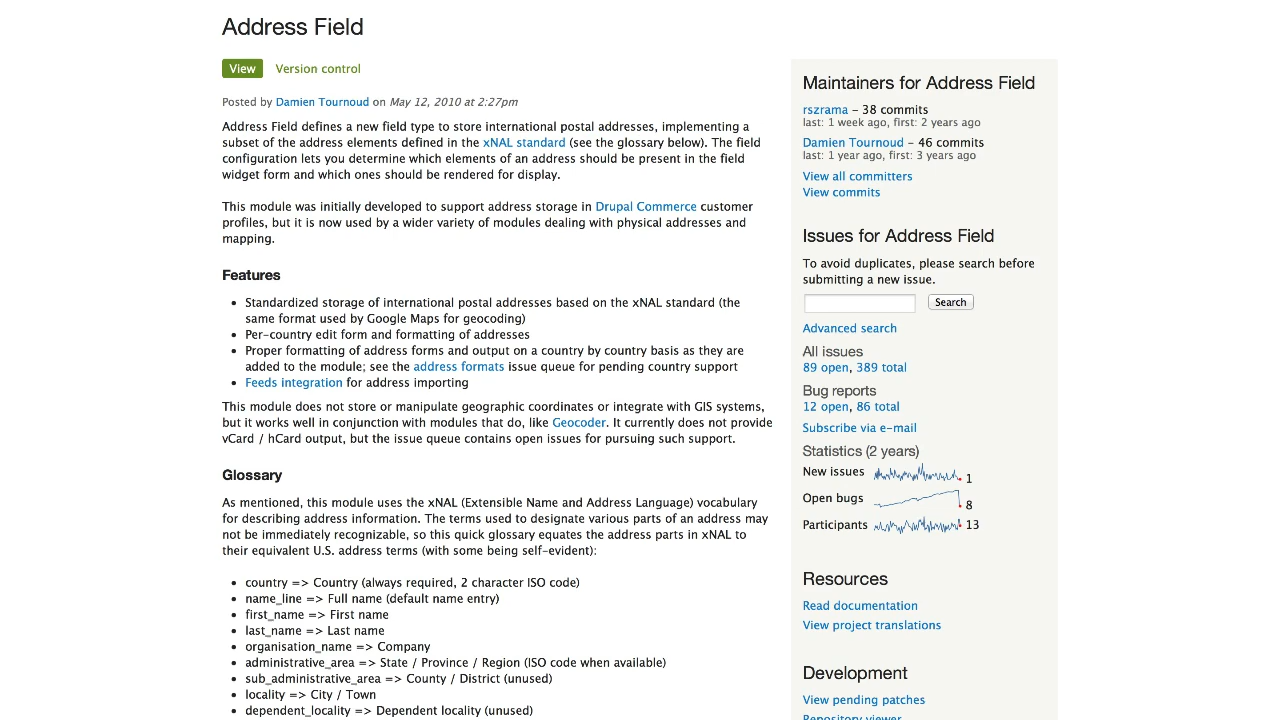 Address Field
View
Version control
Posted by Damien Tournoud on May 12, 2010 at 2:27pm
Address Field defines a new field type to store international postal addresses, implementing a
subset of the address elements defined in the xNAL standard (see the glossary below). The field
configuration lets you determine which elements of an address should be present in the field
widget form and which ones should be rendered for display.
This module was initially developed to support address storage in Drupal Commerce customer
profiles, but it is now used by a wider variety of modules dealing with physical addresses and
mapping.
Features
• Standardized storage of international postal addresses based on the xNAL standard (the
same format used by Google Maps for geocoding)
• Per-country edit form and formatting of addresses
• Proper formatting of address forms and output on a country by country basis as they are
added to the module; see the address formats issue queue for pending country support
• Feeds integration for address importing
This module does not store or manipulate geographic coordinates or integrate with GIS systems,
but it works well in conjunction with modules that do, like Geocoder. It currently does not provide
vCard / hCard output, but the issue queue contains open issues for pursuing such support.
Glossary
As mentioned, this module uses the xNAL (Extensible Name and Address Language) vocabulary
for describing address information. The terms used to designate various parts of an address may
not be immediately recognizable, so this quick glossary equates the address parts in xNAL to
their equivalent U.S. address terms (with some being self-evident):
• country => Country (always required, 2 character ISO code)
• name_line => Full name (default name entry)
• first_name => First name
• last_name => Last name
• organisation_name => Company
• administrative_area => State / Province / Region (ISO code when available)
• sub_administrative_area => County / District (unused)
• locality => City / Town
• dependent_locality => Dependent locality (unused)
Maintainers for Address Field
rszrama – 38 commits
last: 1 week ago, first: 2 years ago
Damien Tournoud – 46 commits
last: 1 year ago, first: 3 years ago
View all committers
View commits
Issues for Address Field
To avoid duplicates, please search before
submitting a new issue.
Search
Advanced search
All issues
89 open, 389 total
Bug reports
12 open, 86 total
Subscribe via e-mail
Statistics (2 years)
New issues 1
Open bugs 8
Participants 13
Resources
Read documentation
View project translations
Development
View pending patches
Repository viewer